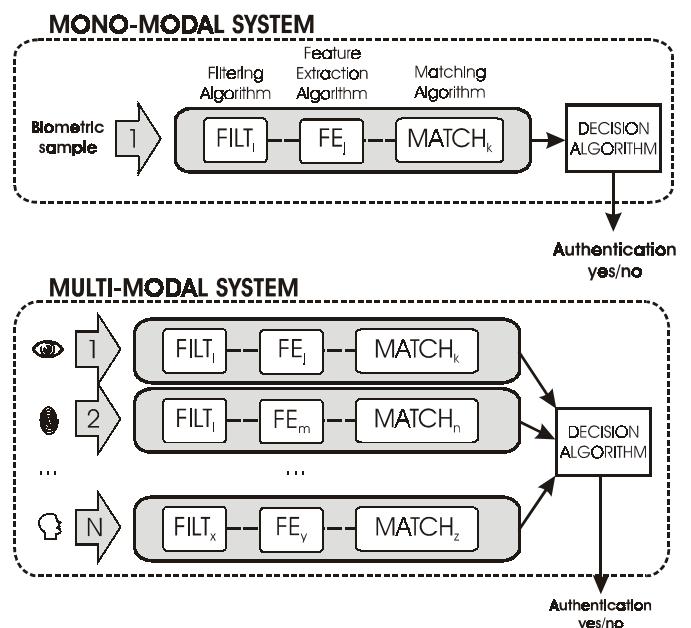 MONO-MODAL SYSTEM
Filtering
Algorithm
Feature
Extraction
Algorithm
Matching
Algorithm
Biometric
sample
1
FILTᵢ
FEⱼ
MATCHₖ
DECISION
ALGORITHM
Authentication
yes/no
MULTI-MODAL SYSTEM
1
FILTᵢ
FEⱼ
MATCHₖ
2
FILTₗ
FEₘ
MATCHₙ
DECISION
ALGORITHM
...
...
N
FILTₓ
FEᵧ
MATCH_z
Authentication
yes/no